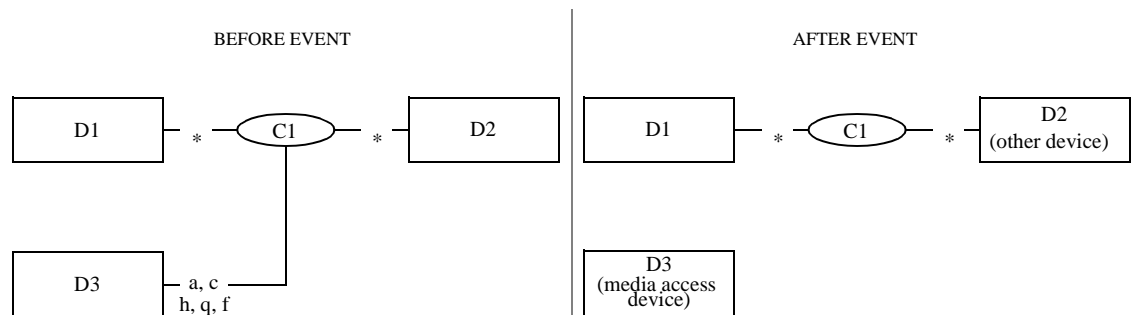 BEFORE EVENT
D1
*
C1
*
D2
D3
a, c
h, q, f
AFTER EVENT
D1
*
C1
*
D2
(other device)
D3
(media access
device)